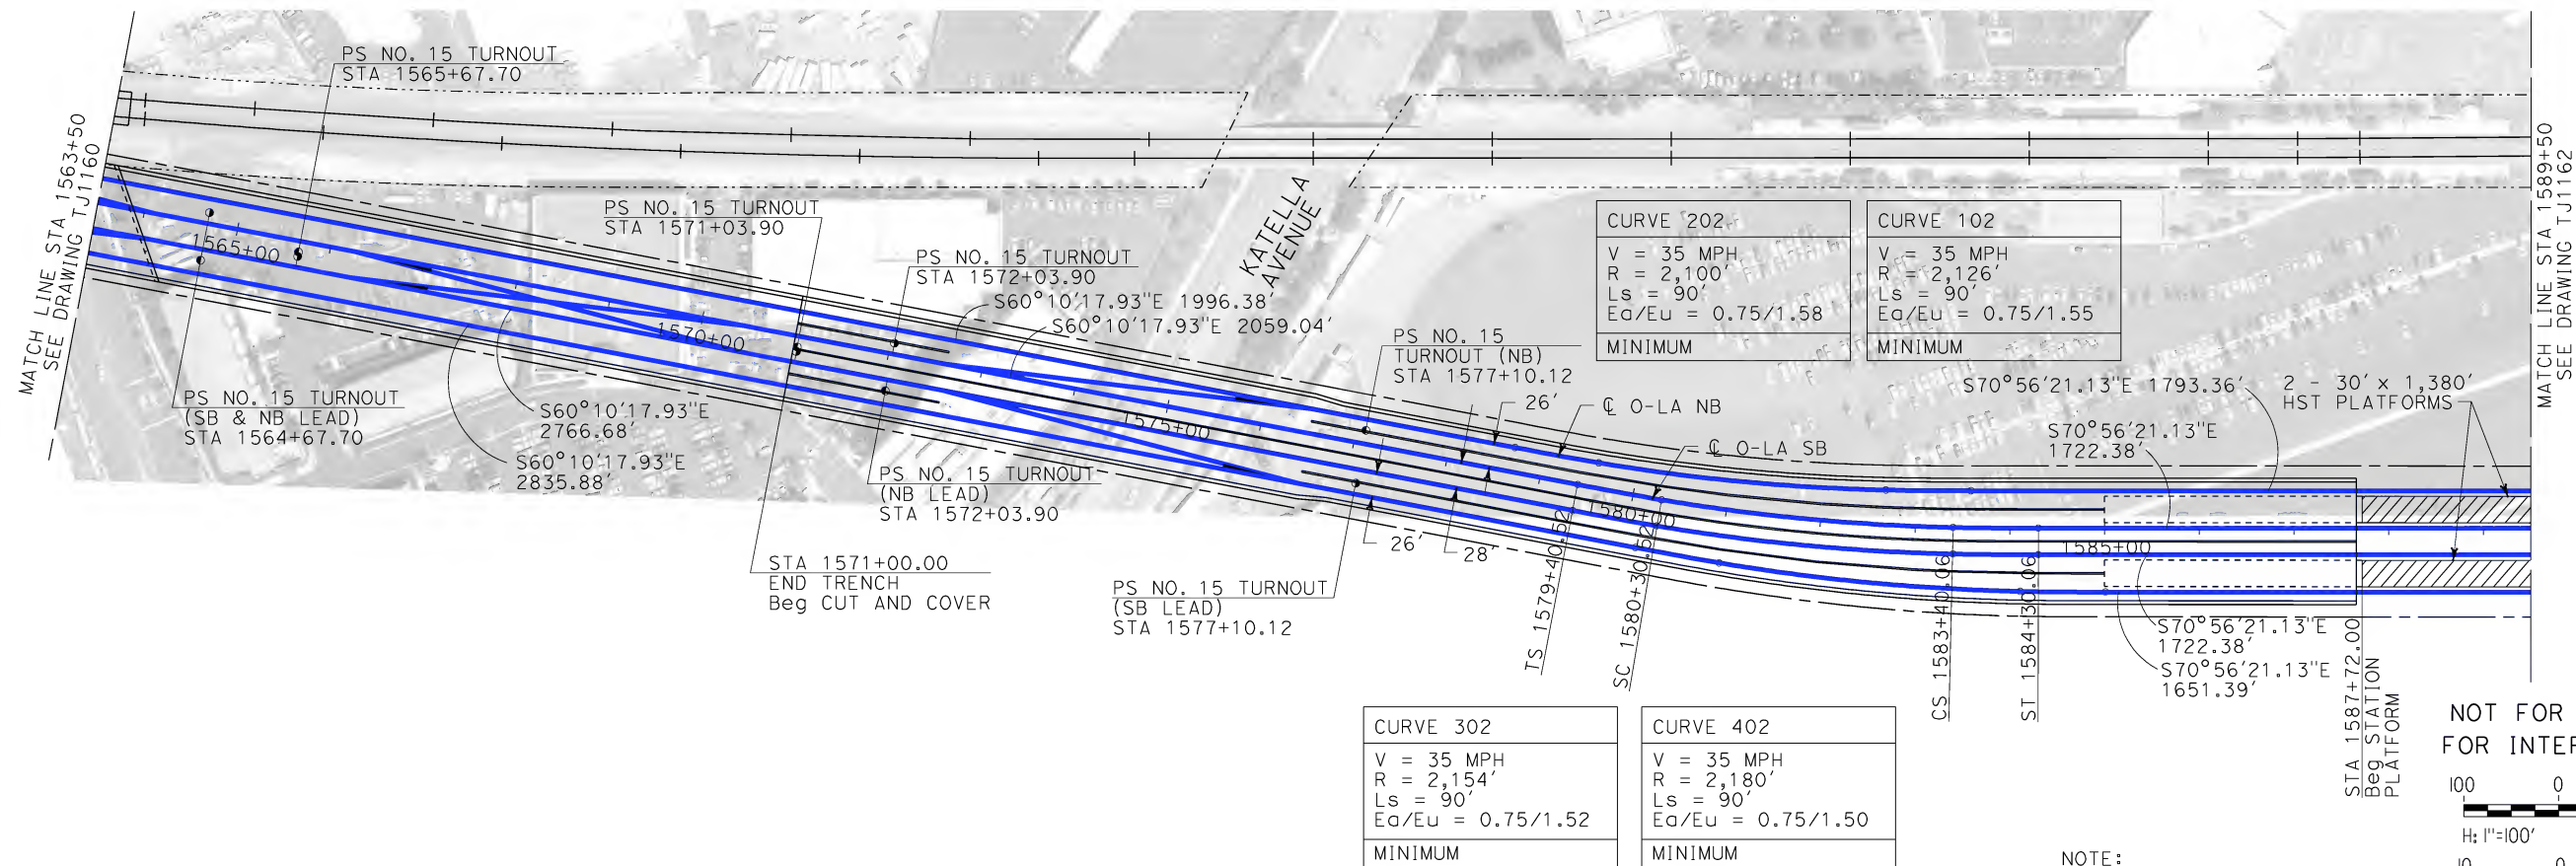 MATCH LINE STA 1563+50
SEE DRAWING TJ1160
PS NO. 15 TURNOUT
STA 1565+67.70
1565+00
PS NO. 15 TURNOUT
(SB & NB LEAD)
STA 1564+67.70
S60°10'17.93"E
2766.68'
S60°10'17.93"E
2835.88'
PS NO. 15 TURNOUT
STA 1571+03.90
1570+00
PS NO. 15 TURNOUT
STA 1572+03.90
S60°10'17.93"E 1996.38'
S60°10'17.93"E 2059.04'
PS NO. 15 TURNOUT
(NB LEAD)
STA 1572+03.90
STA 1571+00.00
END TRENCH
Beg CUT AND COVER
KATELLA
AVENUE
1575+00
PS NO. 15
TURNOUT (NB)
STA 1577+10.12
26'
℄ O-LA NB
℄ O-LA SB
26'
28'
PS NO. 15 TURNOUT
(SB LEAD)
STA 1577+10.12
CURVE 202
V = 35 MPH
R = 2,100'
Ls = 90'
Ea/Eu = 0.75/1.58
MINIMUM
CURVE 102
V = 35 MPH
R = 2,126'
Ls = 90'
Ea/Eu = 0.75/1.55
MINIMUM
TS 1579+40.52
SC 1580+30.52
1580+00
CS 1583+40.06
ST 1584+30.06
1585+00
S70°56'21.13"E 1793.36'
S70°56'21.13"E
1722.38'
2 - 30' x 1,380'
HST PLATFORMS
S70°56'21.13"E
1722.38'
S70°56'21.13"E
1651.39'
STA 1587+72.00
Beg STATION
PLATFORM
MATCH LINE STA 1589+50
SEE DRAWING TJ1162
CURVE 302
V = 35 MPH
R = 2,154'
Ls = 90'
Ea/Eu = 0.75/1.52
MINIMUM
CURVE 402
V = 35 MPH
R = 2,180'
Ls = 90'
Ea/Eu = 0.75/1.50
MINIMUM
NOT FOR
FOR INTER
100 0
H: 1"=100'
10 0
NOTE: